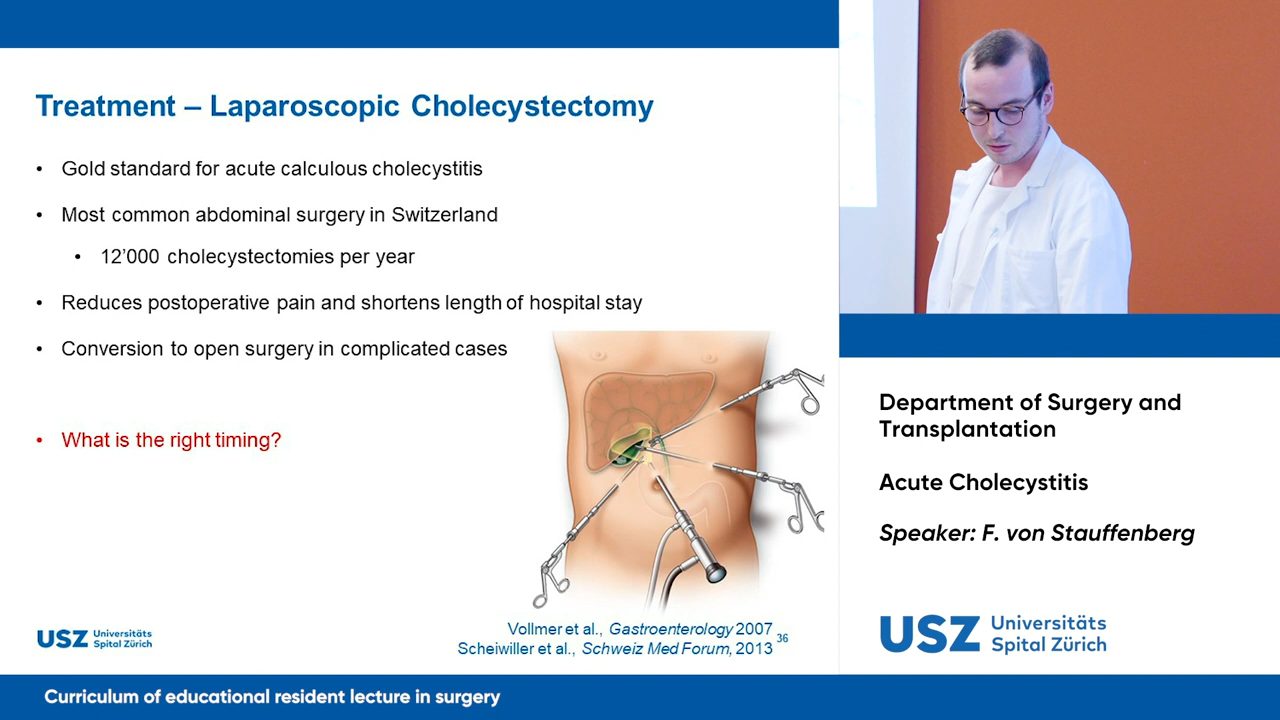 Treatment – Laparoscopic Cholecystectomy
• Gold standard for acute calculous cholecystitis
• Most common abdominal surgery in Switzerland
• 12’000 cholecystectomies per year
• Reduces postoperative pain and shortens length of hospital stay
• Conversion to open surgery in complicated cases
• What is the right timing?
Vollmer et al., Gastroenterology 2007
Scheiwiller et al., Schweiz Med Forum, 2013
36
USZ Universitäts
Spital Zürich
Department of Surgery and
Transplantation
Acute Cholecystitis
Speaker: F. von Stauffenberg
USZ Universitäts
Spital Zürich
Curriculum of educational resident lecture in surgery